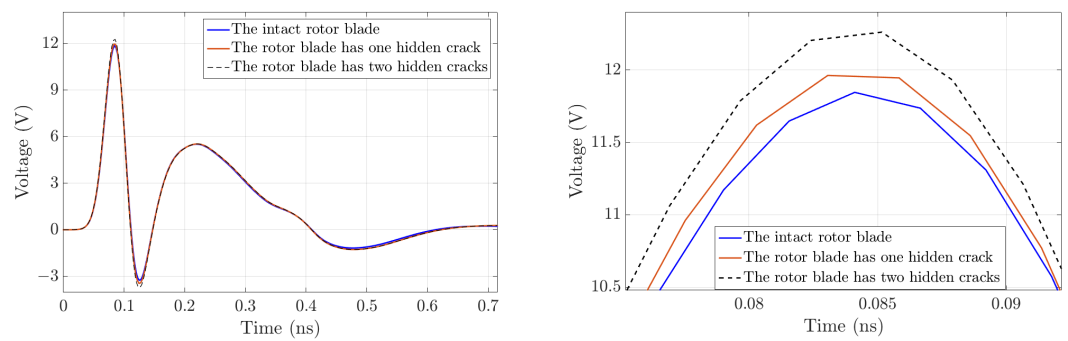 12
9
6
3
0
−3
Voltage (V)
The intact rotor blade
The rotor blade has one hidden crack
The rotor blade has two hidden cracks
0 0.1 0.2 0.3 0.4 0.5 0.6 0.7
Time (ns)
12
11.5
11
10.5
Voltage (V)
The intact rotor blade
The rotor blade has one hidden crack
The rotor blade has two hidden cracks
0.08 0.085 0.09
Time (ns)